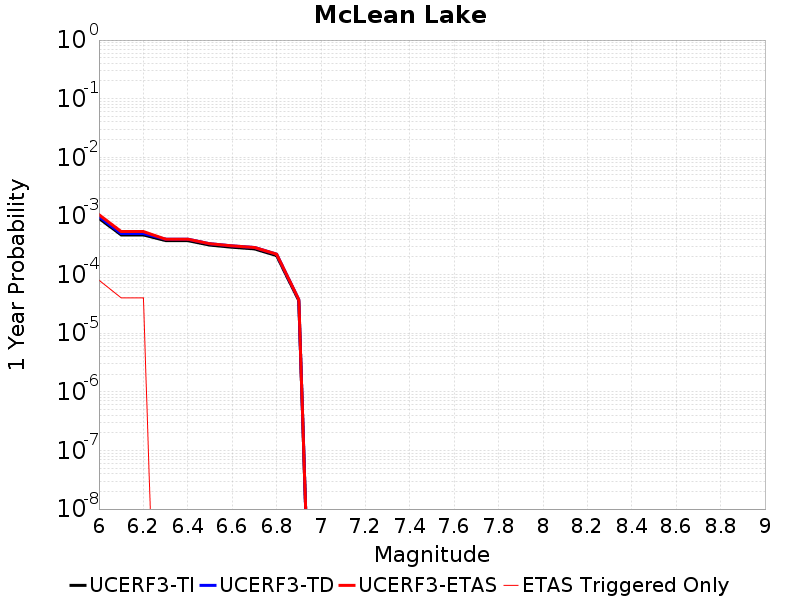 McLean Lake
10^0
10^-1
10^-2
10^-3
10^-4
10^-5
10^-6
10^-7
10^-8
1 Year Probability
6 6.2 6.4 6.6 6.8 7 7.2 7.4 7.6 7.8 8 8.2 8.4 8.6 8.8 9
Magnitude
UCERF3-TI UCERF3-TD UCERF3-ETAS ETAS Triggered Only